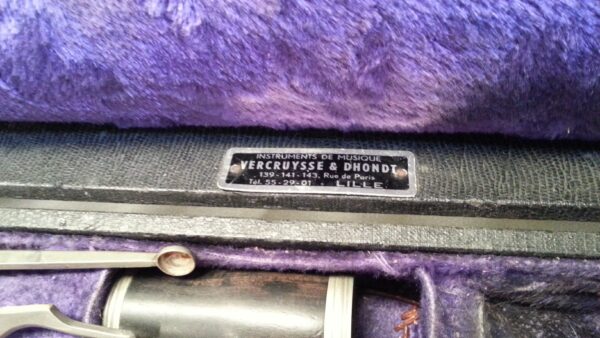 INSTRUMENTS DE MUSIQUE
VERCRUYSSE & DHONDT
139-141-143, Rue de Paris
Tél. 55-29-01 . LILLE